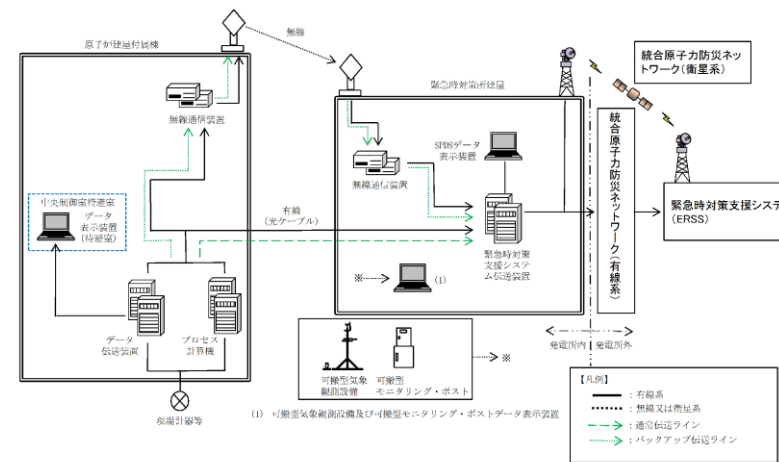 無線
原子炉建屋付属棟
統合原子力防災ネッ
トワーク(衛星系)
緊急時対策所建屋
無線通信装置
SPDSデータ
表示装置
無線通信装置
統合原子力防災ネットワーク(有線系)
中央制御室待避室
データ
表示装置
(待避室)
有線
(光ケーブル)
緊急時対策支援システ
(ERSS)
緊急時対策
支援システ
ム伝送装置
※
(1)
データ
伝送装置
プロセス
計算機
発電所内
発電所外
※
可搬型気象
観測設備
可搬型
モニタリング・ポスト
現場計器等
(1) 可搬型気象観測設備及び可搬型モニタリング・ポストデータ表示装置
【凡例】
:有線系
:無線又は衛星系
:通常伝送ライン
:バックアップ伝送ライン